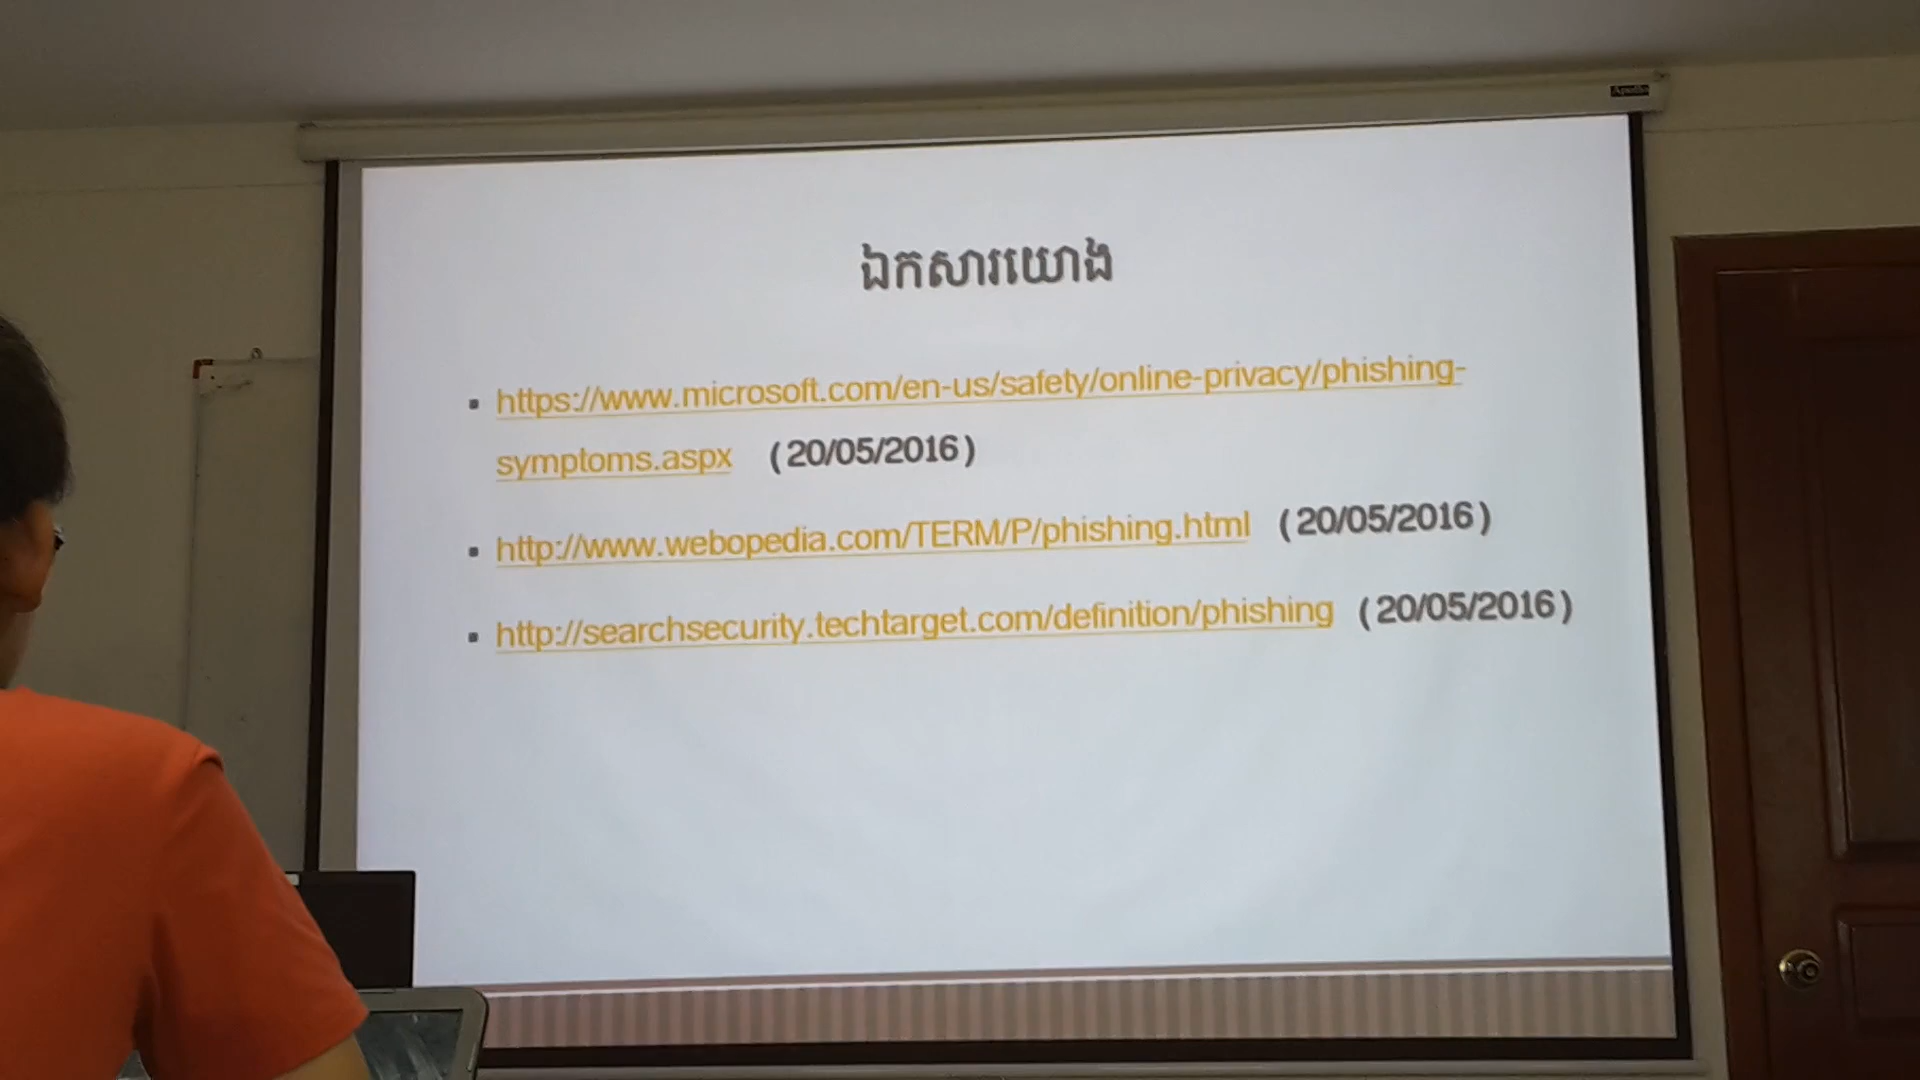 Apollo
ឯកសារយោង
▪ https://www.microsoft.com/en-us/safety/online-privacy/phishing-
symptoms.aspx (20/05/2016)
▪ http://www.webopedia.com/TERM/P/phishing.html (20/05/2016)
▪ http://searchsecurity.techtarget.com/definition/phishing (20/05/2016)